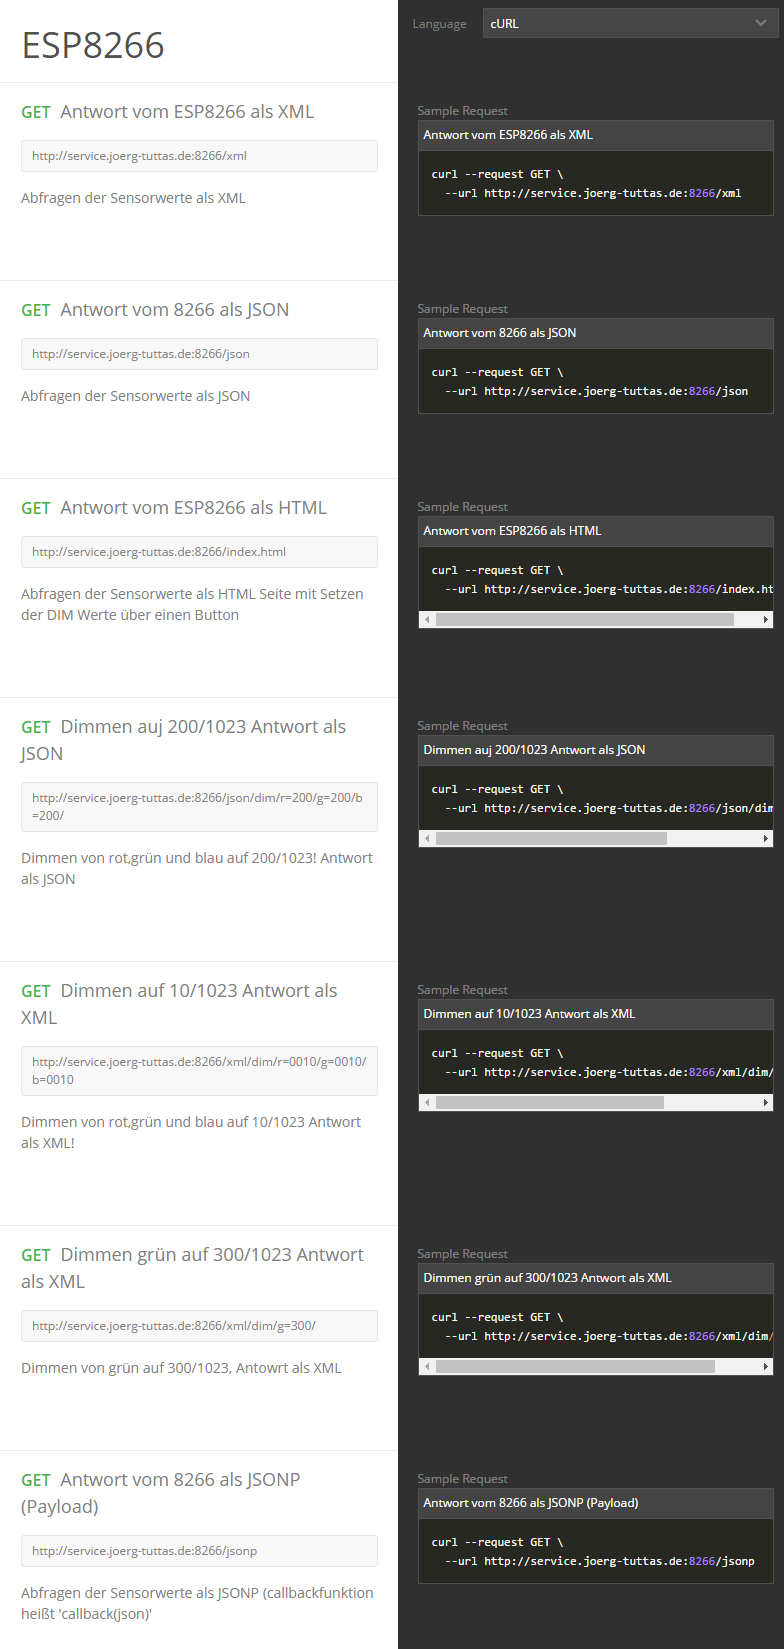 ESP8266
Language
cURL
GET Antwort vom ESP8266 als XML
http://service.joerg-tuttas.de:8266/xml
Abfragen der Sensorwerte als XML
Sample Request
Antwort vom ESP8266 als XML
curl --request GET \
--url http://service.joerg-tuttas.de:8266/xml
GET Antwort vom 8266 als JSON
http://service.joerg-tuttas.de:8266/json
Abfragen der Sensorwerte als JSON
Sample Request
Antwort vom 8266 als JSON
curl --request GET \
--url http://service.joerg-tuttas.de:8266/json
GET Antwort vom ESP8266 als HTML
http://service.joerg-tuttas.de:8266/index.html
Abfragen der Sensorwerte als HTML Seite mit Setzen
der DIM Werte über einen Button
Sample Request
Antwort vom ESP8266 als HTML
curl --request GET \
--url http://service.joerg-tuttas.de:8266/index.ht
GET Dimmen auj 200/1023 Antwort als
JSON
http://service.joerg-tuttas.de:8266/json/dim/r=200/g=200/b
=200/
Dimmen von rot,grün und blau auf 200/1023! Antwort
als JSON
Sample Request
Dimmen auj 200/1023 Antwort als JSON
curl --request GET \
--url http://service.joerg-tuttas.de:8266/json/dim
GET Dimmen auf 10/1023 Antwort als
XML
http://service.joerg-tuttas.de:8266/xml/dim/r=0010/g=0010/
b=0010
Dimmen von rot,grün und blau auf 10/1023 Antwort
als XML!
Sample Request
Dimmen auf 10/1023 Antwort als XML
curl --request GET \
--url http://service.joerg-tuttas.de:8266/xml/dim/
GET Dimmen grün auf 300/1023 Antwort
als XML
http://service.joerg-tuttas.de:8266/xml/dim/g=300/
Dimmen von grün auf 300/1023, Antowrt als XML
Sample Request
Dimmen grün auf 300/1023 Antwort als XML
curl --request GET \
--url http://service.joerg-tuttas.de:8266/xml/dim/
GET Antwort vom 8266 als JSONP
(Payload)
http://service.joerg-tuttas.de:8266/jsonp
Abfragen der Sensorwerte als JSONP (callbackfunktion
heißt 'callback(json)'
Sample Request
Antwort vom 8266 als JSONP (Payload)
curl --request GET \
--url http://service.joerg-tuttas.de:8266/jsonp